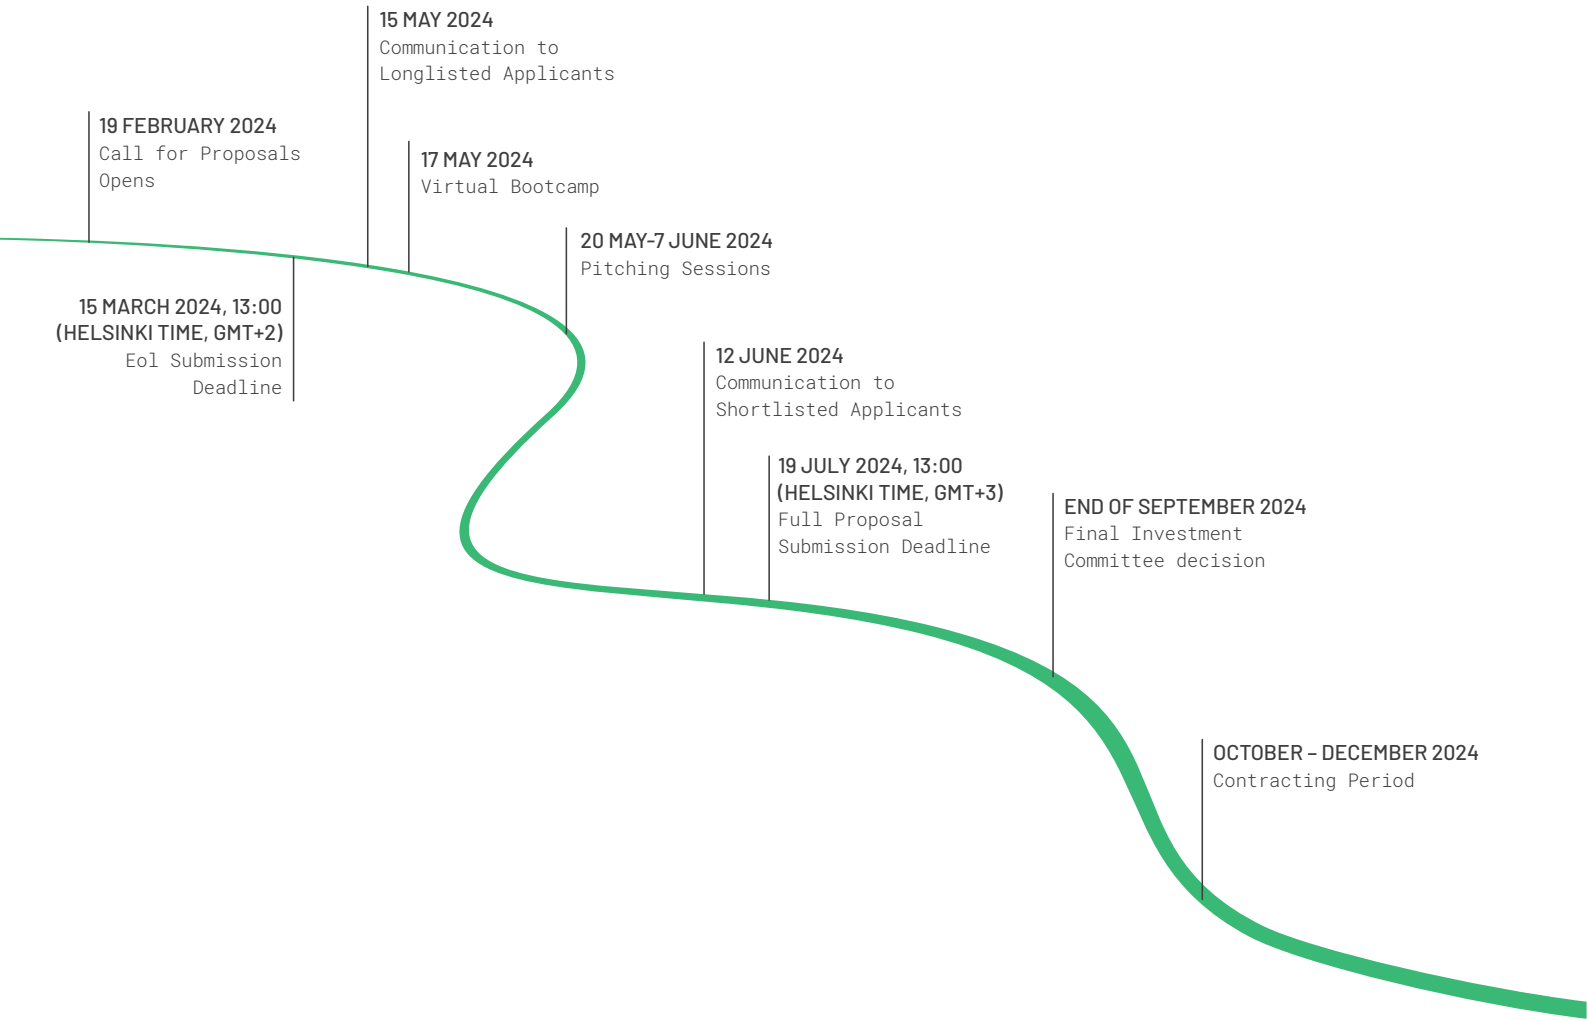 19 FEBRUARY 2024
Call for Proposals
Opens
15 MARCH 2024, 13:00
(HELSINKI TIME, GMT+2)
EoI Submission
Deadline
15 MAY 2024
Communication to
Longlisted Applicants
17 MAY 2024
Virtual Bootcamp
20 MAY-7 JUNE 2024
Pitching Sessions
12 JUNE 2024
Communication to
Shortlisted Applicants
19 JULY 2024, 13:00
(HELSINKI TIME, GMT+3)
Full Proposal
Submission Deadline
END OF SEPTEMBER 2024
Final Investment
Committee decision
OCTOBER – DECEMBER 2024
Contracting Period